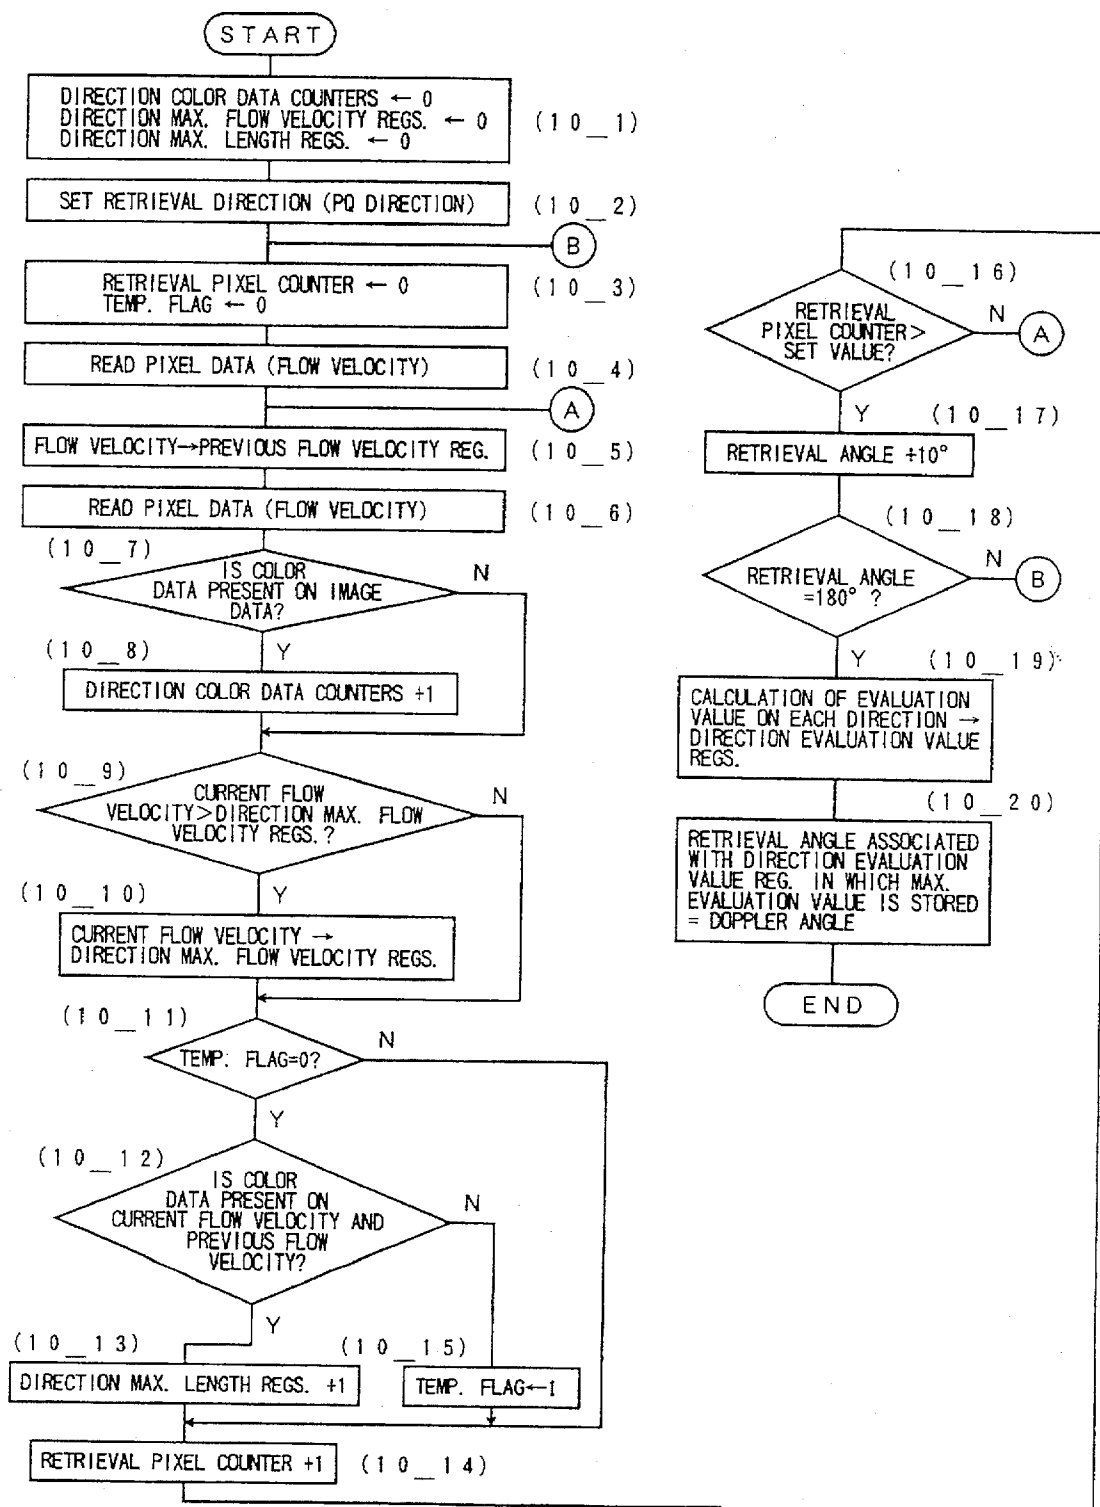 START
DIRECTION COLOR DATA COUNTERS ← 0
DIRECTION MAX. FLOW VELOCITY REGS. ← 0
DIRECTION MAX. LENGTH REGS. ← 0
(10_1)
SET RETRIEVAL DIRECTION (PQ DIRECTION)
(10_2)
B
RETRIEVAL PIXEL COUNTER ← 0
TEMP. FLAG ← 0
(10_3)
READ PIXEL DATA (FLOW VELOCITY)
(10_4)
A
FLOW VELOCITY→PREVIOUS FLOW VELOCITY REG.
(10_5)
READ PIXEL DATA (FLOW VELOCITY)
(10_6)
(10_7)
IS COLOR
DATA PRESENT ON IMAGE
DATA?
N
Y
(10_8)
DIRECTION COLOR DATA COUNTERS +1
(10_9)
CURRENT FLOW
VELOCITY>DIRECTION MAX. FLOW
VELOCITY REGS.?
N
Y
(10_10)
CURRENT FLOW VELOCITY →
DIRECTION MAX. FLOW VELOCITY REGS.
(10_11)
TEMP. FLAG=0?
N
Y
(10_12)
IS COLOR
DATA PRESENT ON
CURRENT FLOW VELOCITY AND
PREVIOUS FLOW
VELOCITY?
N
Y
(10_13)
DIRECTION MAX. LENGTH REGS. +1
(10_15)
TEMP. FLAG←1
RETRIEVAL PIXEL COUNTER +1
(10_14)
(10_16)
RETRIEVAL
PIXEL COUNTER>
SET VALUE?
N
A
Y
(10_17)
RETRIEVAL ANGLE +10°
(10_18)
RETRIEVAL ANGLE
=180° ?
N
B
Y
(10_19)
CALCULATION OF EVALUATION
VALUE ON EACH DIRECTION →
DIRECTION EVALUATION VALUE
REGS.
(10_20)
RETRIEVAL ANGLE ASSOCIATED
WITH DIRECTION EVALUATION
VALUE REG. IN WHICH MAX.
EVALUATION VALUE IS STORED
= DOPPLER ANGLE
END